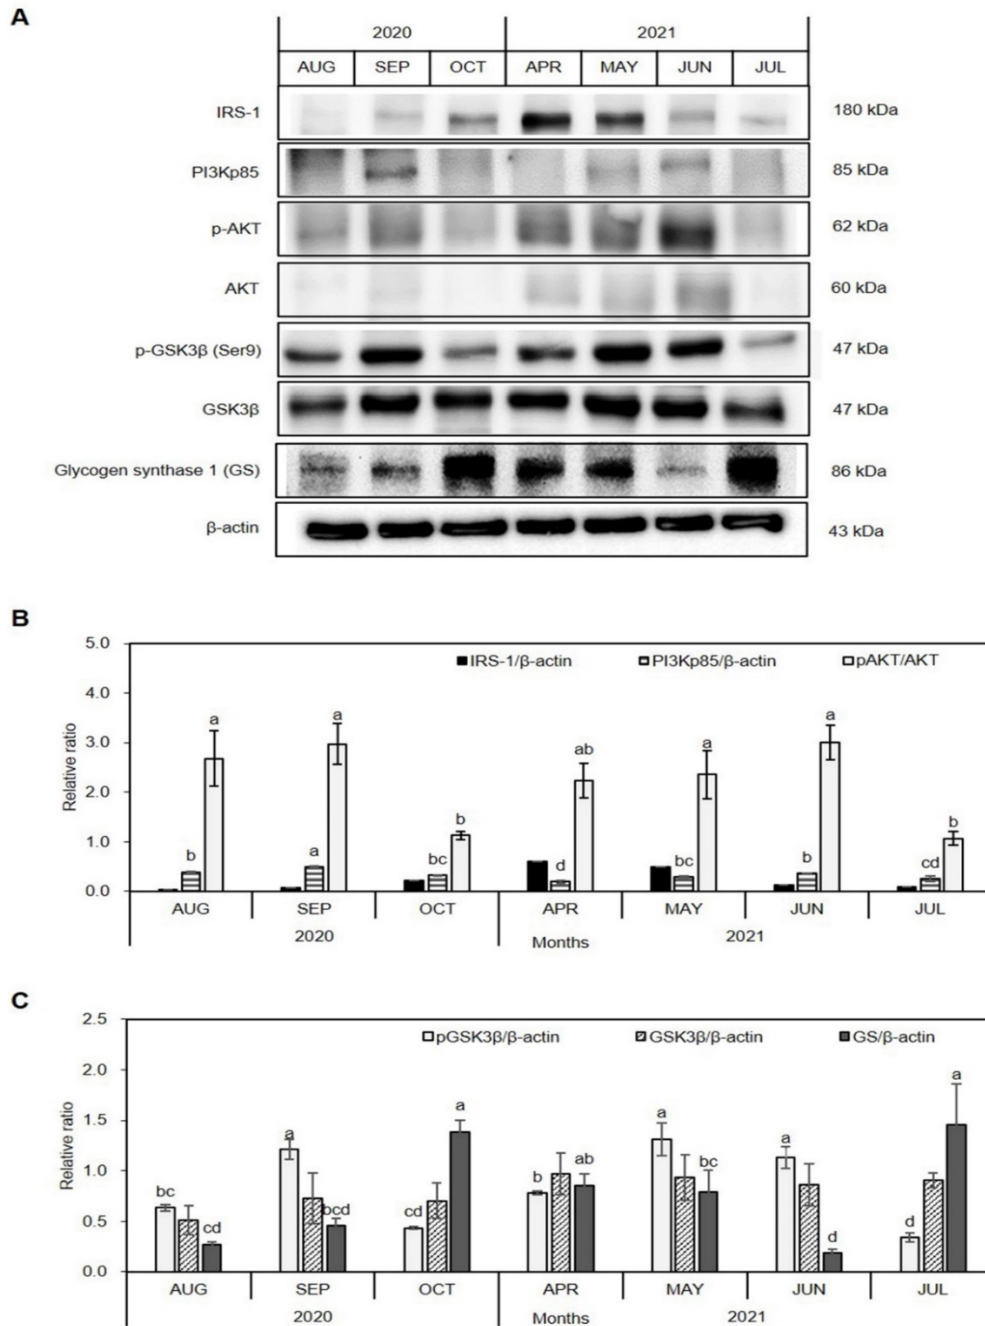 A
2020 2021
AUG SEP OCT APR MAY JUN JUL
IRS-1 180 kDa
PI3Kp85 85 kDa
p-AKT 62 kDa
AKT 60 kDa
p-GSK3β (Ser9) 47 kDa
GSK3β 47 kDa
Glycogen synthase 1 (GS) 86 kDa
β-actin 43 kDa
B
5.0
IRS-1/β-actin PI3Kp85/β-actin pAKT/AKT
4.0
3.0
2.0
1.0
0.0
Relative ratio
b a a a bc b d ab bc a b a cd b
AUG SEP OCT APR MAY JUN JUL
2020 Months 2021
C
2.5
pGSK3β/β-actin GSK3β/β-actin GS/β-actin
2.0
1.5
1.0
0.5
0.0
Relative ratio
bc cd a bcd cd a b ab a bc a d d a
AUG SEP OCT APR MAY JUN JUL
2020 Months 2021